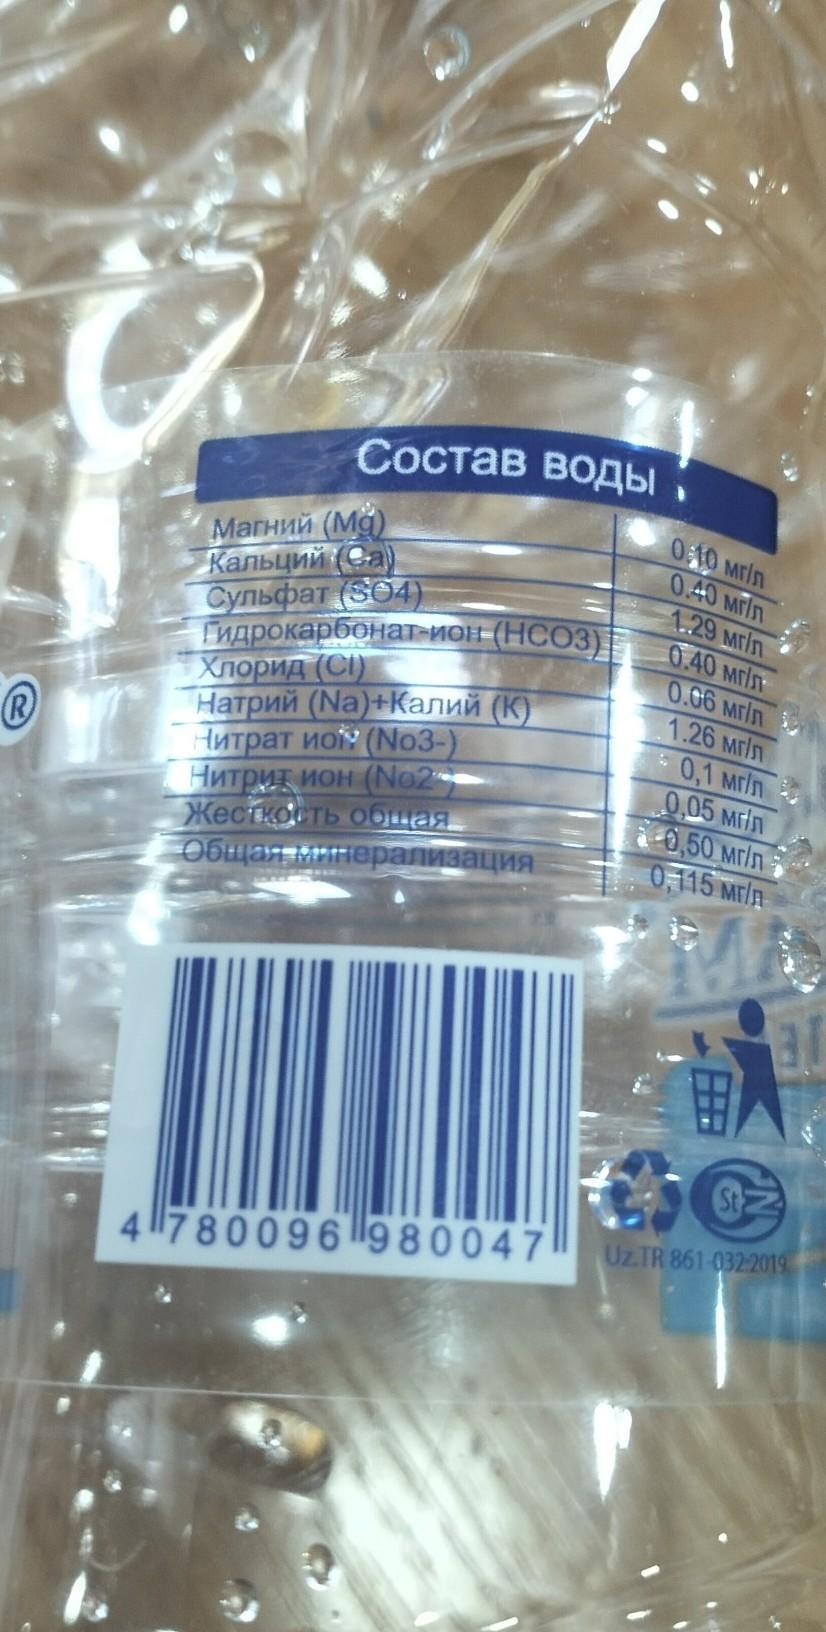 Состав воды
Магний (Mg) 0.10 мг/л
Кальций (Ca) 0.40 мг/л
Сульфат (SO4) 1.29 мг/л
Гидрокарбонат-ион (HCO3) 0.40 мг/л
Хлорид (Cl) 0.06 мг/л
Натрий (Na)+Калий (К) 1.26 мг/л
Нитрат ион (No3-) 0,1 мг/л
Нитрит ион (No2-) 0,05 мг/л
Жесткость общая 0,50 мг/л
Общая минерализация 0,115 мг/л
®
4 780096 980047
St
Uz.TR 861-032:2019